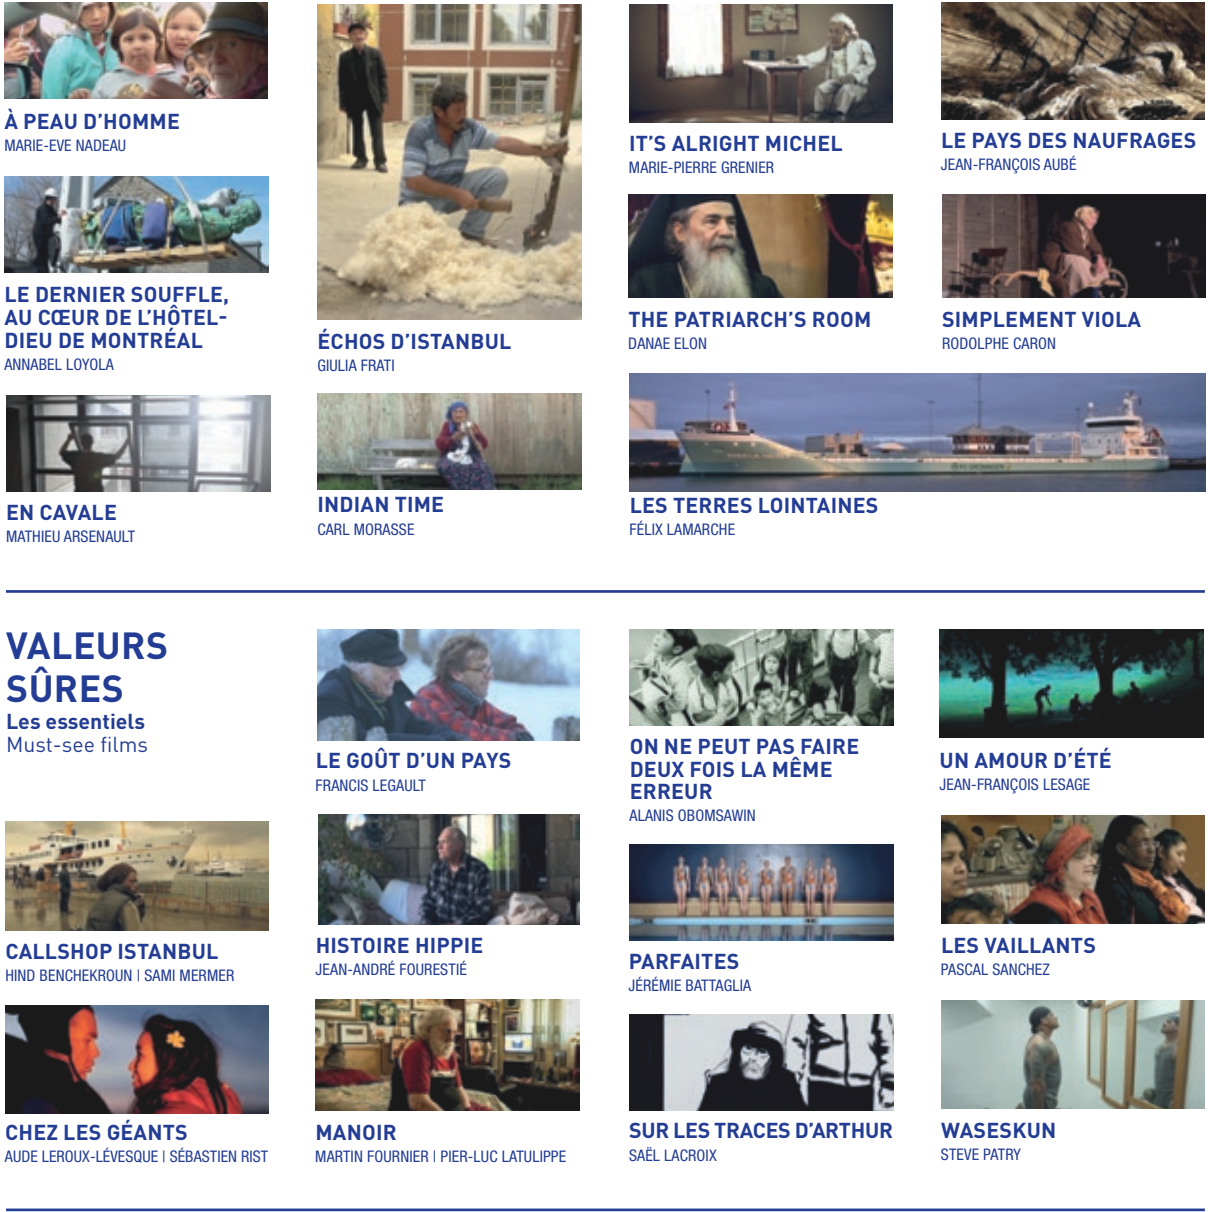 À PEAU D'HOMME
MARIE-EVE NADEAU
LE DERNIER SOUFFLE,
AU CŒUR DE L'HÔTEL-
DIEU DE MONTRÉAL
ANNABEL LOYOLA
EN CAVALE
MATHIEU ARSENAULT
ÉCHOS D'ISTANBUL
GIULIA FRATI
INDIAN TIME
CARL MORASSE
IT'S ALRIGHT MICHEL
MARIE-PIERRE GRENIER
THE PATRIARCH'S ROOM
DANAE ELON
LE PAYS DES NAUFRAGES
JEAN-FRANÇOIS AUBÉ
SIMPLEMENT VIOLA
RODOLPHE CARON
LES TERRES LOINTAINES
FÉLIX LAMARCHE
VALEURS
SÛRES
Les essentiels
Must-see films
CALLSHOP ISTANBUL
HIND BENCHEKROUN | SAMI MERMER
CHEZ LES GÉANTS
AUDE LEROUX-LÉVESQUE | SÉBASTIEN RIST
LE GOÛT D'UN PAYS
FRANCIS LEGAULT
HISTOIRE HIPPIE
JEAN-ANDRÉ FOURESTIÉ
MANOIR
MARTIN FOURNIER | PIER-LUC LATULIPPE
ON NE PEUT PAS FAIRE
DEUX FOIS LA MÊME
ERREUR
ALANIS OBOMSAWIN
PARFAITES
JÉRÉMIE BATTAGLIA
SUR LES TRACES D'ARTHUR
SAËL LACROIX
UN AMOUR D'ÉTÉ
JEAN-FRANÇOIS LESAGE
LES VAILLANTS
PASCAL SANCHEZ
WASESKUN
STEVE PATRY